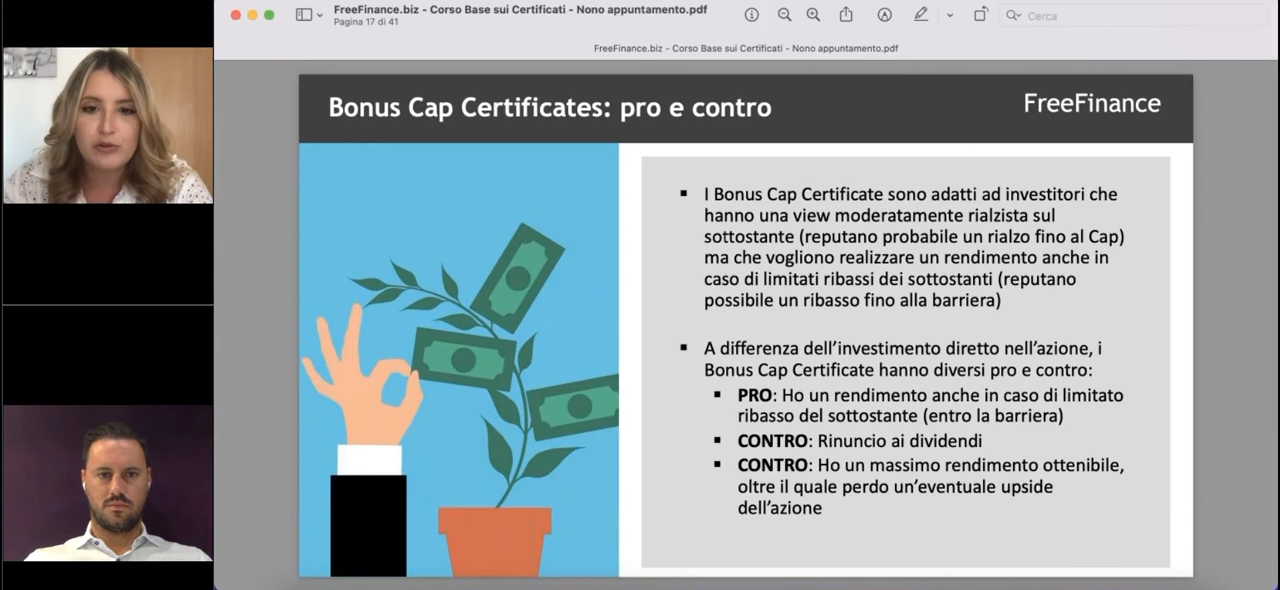 FreeFinance.biz - Corso Base sui Certificati - Nono appuntamento.pdf
Pagina 17 di 41
Cerca
FreeFinance.biz - Corso Base sui Certificati - Nono appuntamento.pdf
Bonus Cap Certificates: pro e contro
FreeFinance
▪ I Bonus Cap Certificate sono adatti ad investitori che
hanno una view moderatamente rialzista sul
sottostante (reputano probabile un rialzo fino al Cap)
ma che vogliono realizzare un rendimento anche in
caso di limitati ribassi dei sottostanti (reputano
possibile un ribasso fino alla barriera)
▪ A differenza dell’investimento diretto nell’azione, i
Bonus Cap Certificate hanno diversi pro e contro:
▪ PRO: Ho un rendimento anche in caso di limitato
ribasso del sottostante (entro la barriera)
▪ CONTRO: Rinuncio ai dividendi
▪ CONTRO: Ho un massimo rendimento ottenibile,
oltre il quale perdo un’eventuale upside
dell’azione